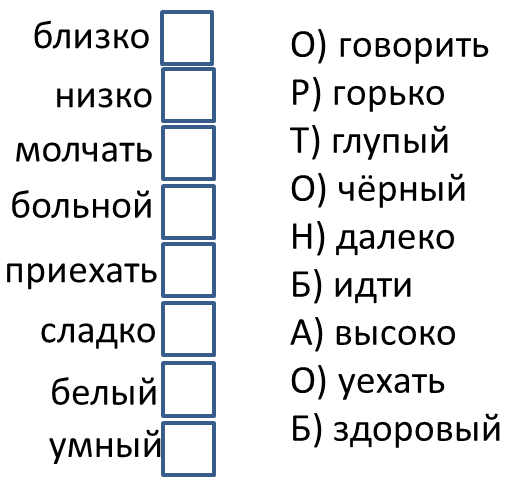 близко
низко
молчать
больной
приехать
сладко
белый
умный
О) говорить
Р) горько
Т) глупый
О) чёрный
Н) далеко
Б) идти
А) высоко
О) уехать
Б) здоровый